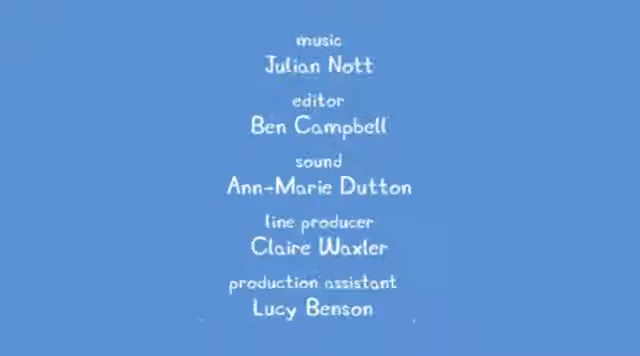 music
Julian Nott
editor
Ben Campbell
sound
Ann-Marie Dutton
line producer
Claire Waxler
production assistant
Lucy Benson